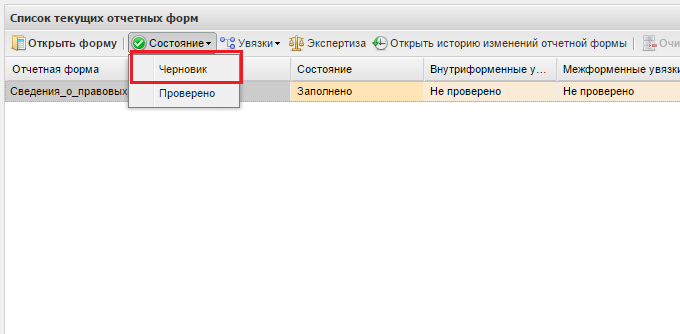 Список текущих отчетных форм
Открыть форму Состояние Увязки Экспертиза Открыть историю изменений отчетной формы
Черновик
Отчетная форма Состояние Внутриформенные у... Межформенные увязки
Проверено
Сведения_о_правовых Заполнено Не проверено Не проверено